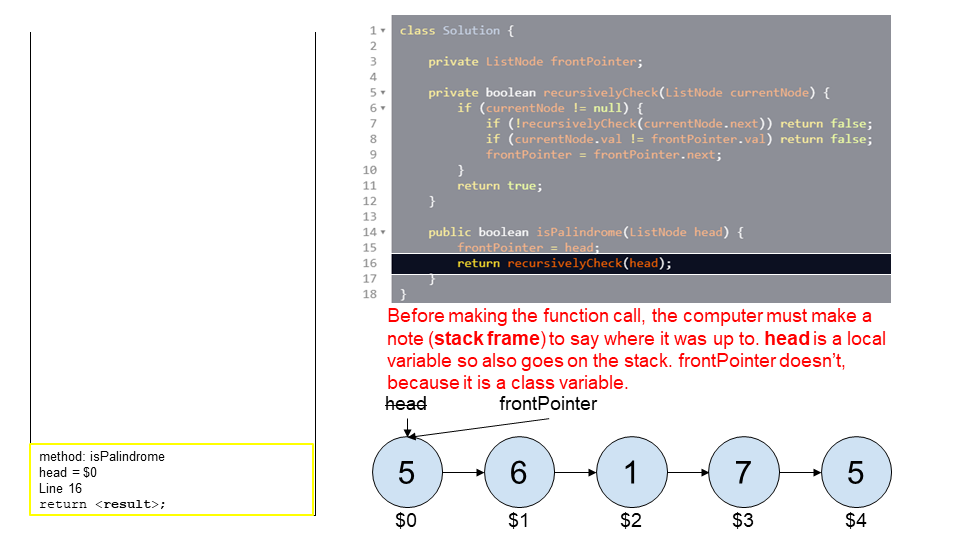 1 class Solution {
2
3 private ListNode frontPointer;
4
5 private boolean recursivelyCheck(ListNode currentNode) {
6 if (currentNode != null) {
7 if (!recursivelyCheck(currentNode.next)) return false;
8 if (currentNode.val != frontPointer.val) return false;
9 frontPointer = frontPointer.next;
10 }
11 return true;
12 }
13
14 public boolean isPalindrome(ListNode head) {
15 frontPointer = head;
16 return recursivelyCheck(head);
17 }
18 }
Before making the function call, the computer must make a
note (stack frame) to say where it was up to. head is a local
variable so also goes on the stack. frontPointer doesn't,
because it is a class variable.
head frontPointer
5 6 1 7 5
$0 $1 $2 $3 $4
method: isPalindrome
head = $0
Line 16
return <result>;